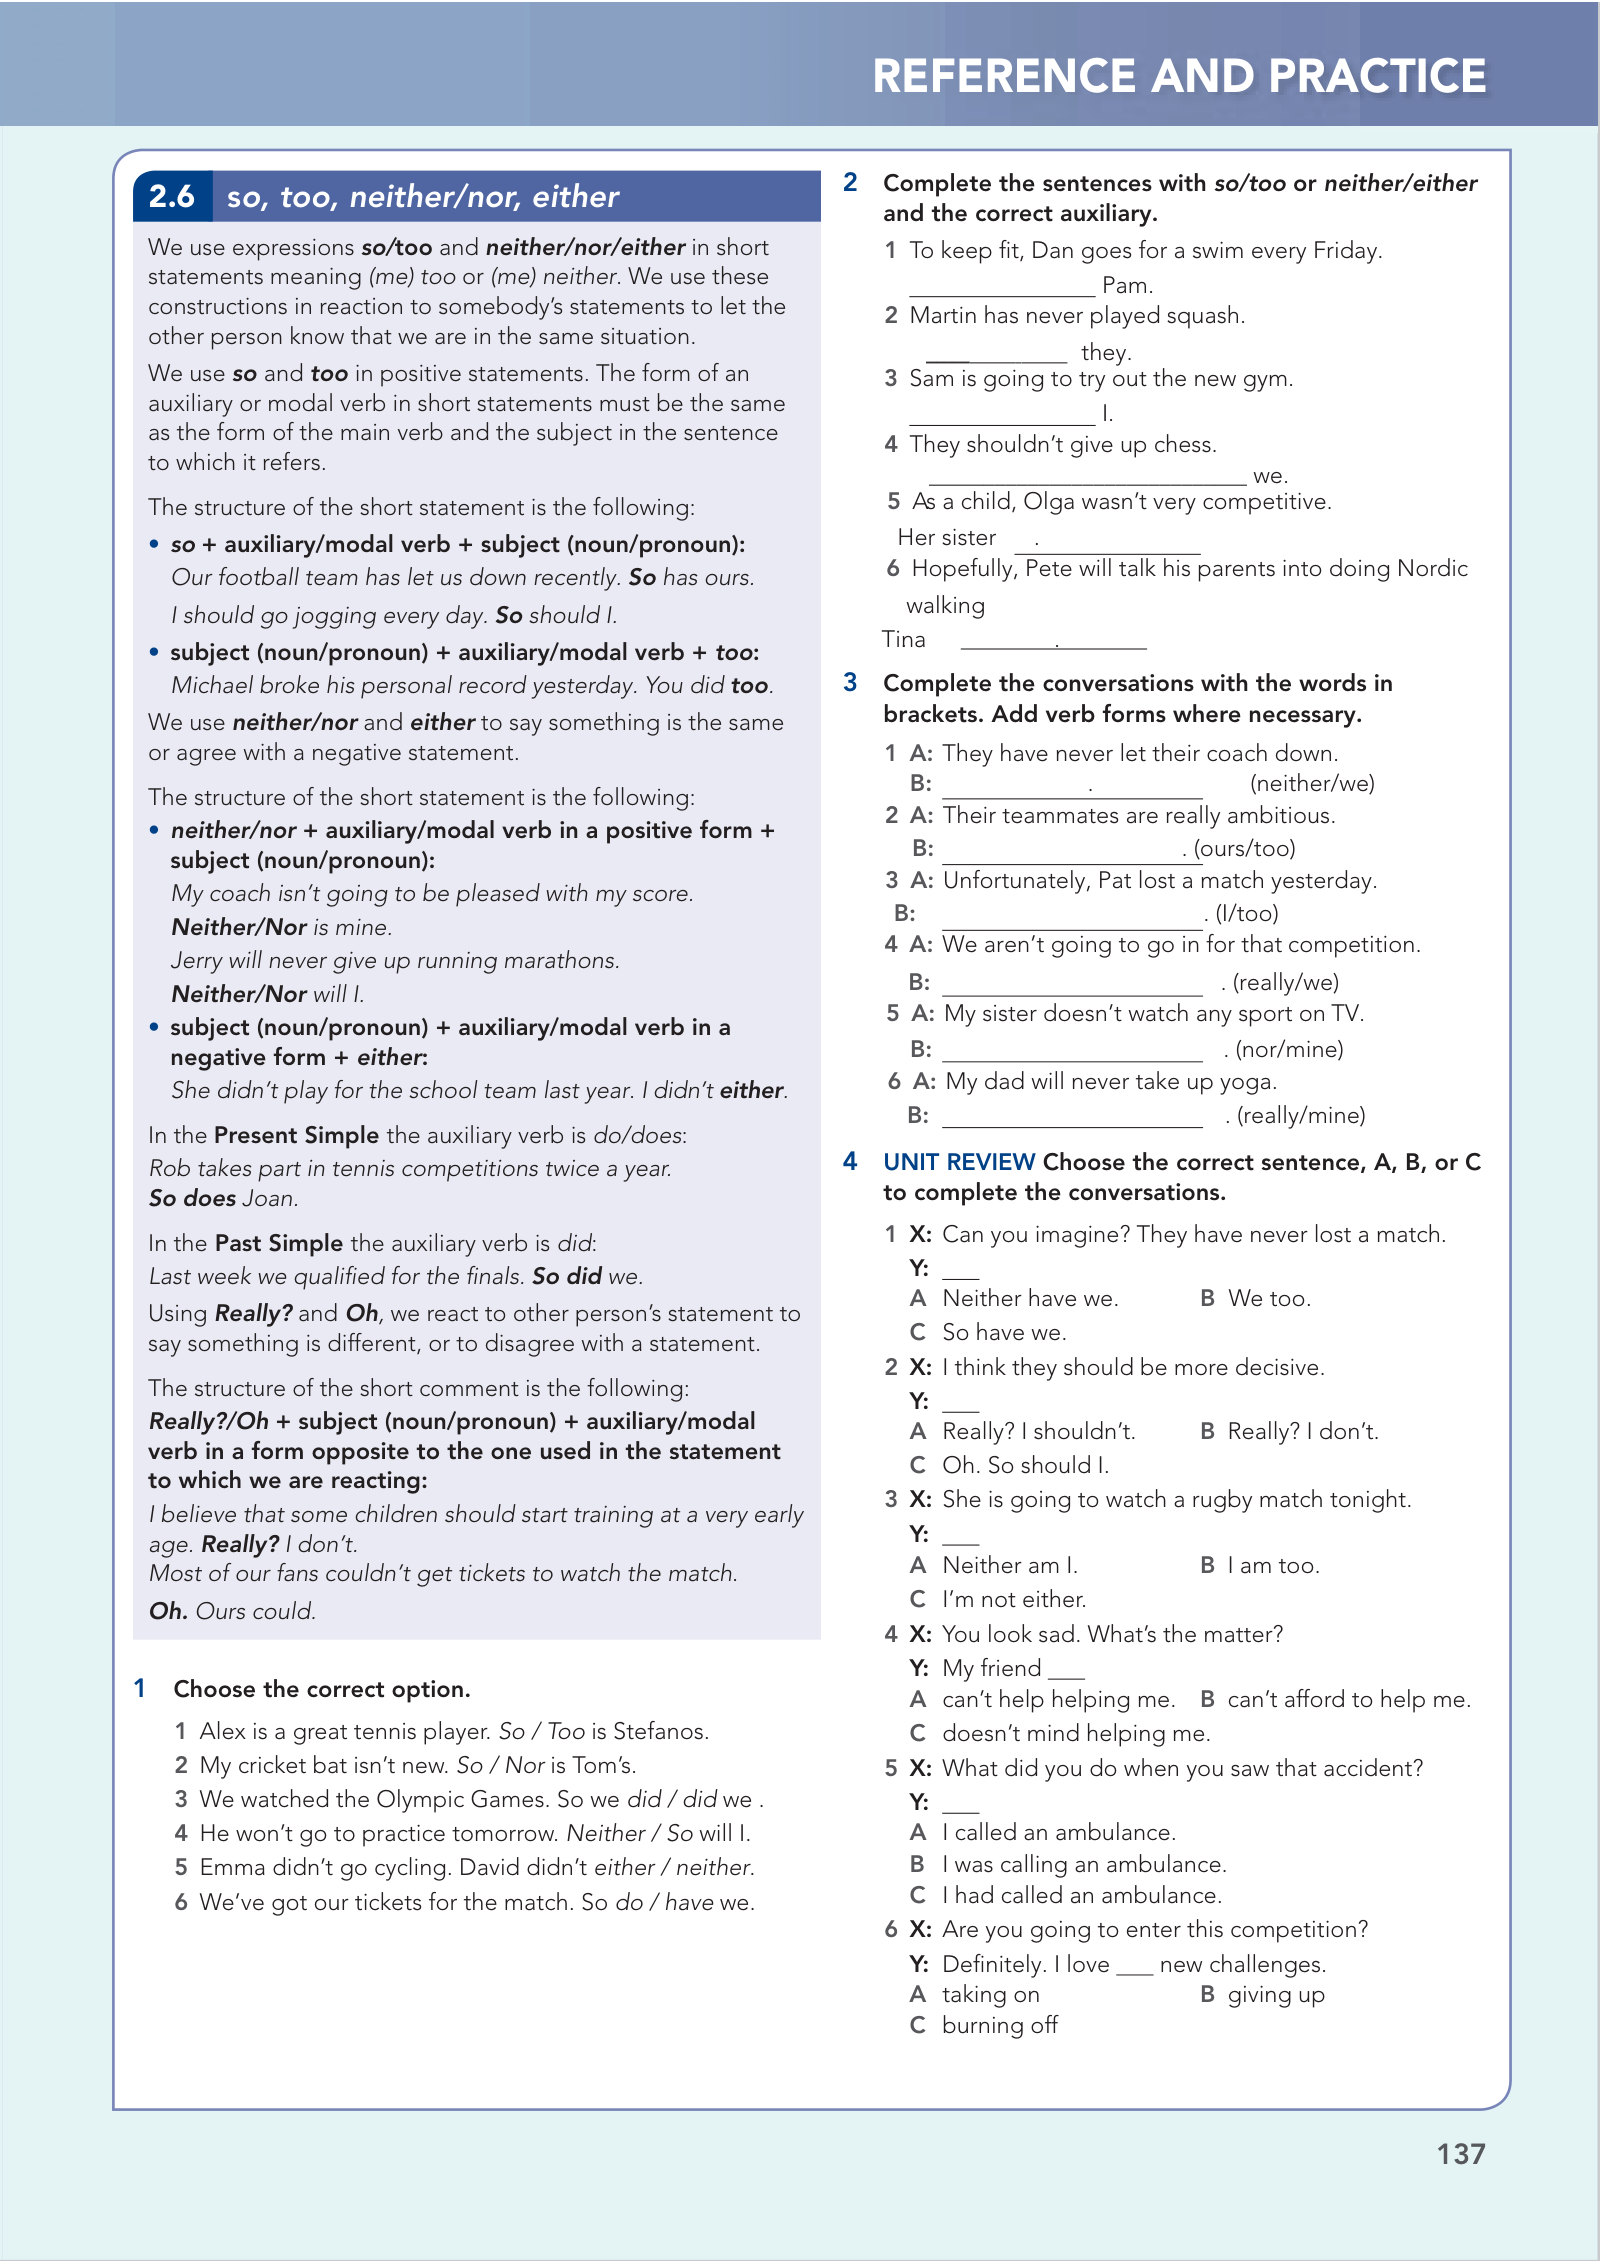 REFERENCE AND PRACTICE
2.6 so, too, neither/nor, either
We use expressions so/too and neither/nor/either in short
statements meaning (me) too or (me) neither. We use these
constructions in reaction to somebody's statements to let the
other person know that we are in the same situation.
We use so and too in positive statements. The form of an
auxiliary or modal verb in short statements must be the same
as the form of the main verb and the subject in the sentence
to which it refers.
The structure of the short statement is the following:
• so + auxiliary/modal verb + subject (noun/pronoun):
Our football team has let us down recently. So has ours.
I should go jogging every day. So should I.
• subject (noun/pronoun) + auxiliary/modal verb + too:
Michael broke his personal record yesterday. You did too.
We use neither/nor and either to say something is the same
or agree with a negative statement.
The structure of the short statement is the following:
• neither/nor + auxiliary/modal verb in a positive form +
subject (noun/pronoun):
My coach isn't going to be pleased with my score.
Neither/Nor is mine.
Jerry will never give up running marathons.
Neither/Nor will I.
• subject (noun/pronoun) + auxiliary/modal verb in a
negative form + either:
She didn't play for the school team last year. I didn't either.
In the Present Simple the auxiliary verb is do/does:
Rob takes part in tennis competitions twice a year.
So does Joan.
In the Past Simple the auxiliary verb is did:
Last week we qualified for the finals. So did we.
Using Really? and Oh, we react to other person's statement to
say something is different, or to disagree with a statement.
The structure of the short comment is the following:
Really?/Oh + subject (noun/pronoun) + auxiliary/modal
verb in a form opposite to the one used in the statement
to which we are reacting:
I believe that some children should start training at a very early
age. Really? I don't.
Most of our fans couldn't get tickets to watch the match.
Oh. Ours could.
1 Choose the correct option.
1 Alex is a great tennis player. So / Too is Stefanos.
2 My cricket bat isn't new. So / Nor is Tom's.
3 We watched the Olympic Games. So we did / did we .
4 He won't go to practice tomorrow. Neither / So will I.
5 Emma didn't go cycling. David didn't either / neither.
6 We've got our tickets for the match. So do / have we.
2 Complete the sentences with so/too or neither/either
and the correct auxiliary.
1 To keep fit, Dan goes for a swim every Friday.
_______________ Pam.
2 Martin has never played squash.
___________ they.
3 Sam is going to try out the new gym.
_______________ I.
4 They shouldn't give up chess.
_________________________ we.
5 As a child, Olga wasn't very competitive.
Her sister _______________ .
6 Hopefully, Pete will talk his parents into doing Nordic
walking
Tina _______________ .
3 Complete the conversations with the words in
brackets. Add verb forms where necessary.
1 A: They have never let their coach down.
B: _____________________ . (neither/we)
2 A: Their teammates are really ambitious.
B: _____________________ . (ours/too)
3 A: Unfortunately, Pat lost a match yesterday.
B: _____________________ . (I/too)
4 A: We aren't going to go in for that competition.
B: _____________________ . (really/we)
5 A: My sister doesn't watch any sport on TV.
B: _____________________ . (nor/mine)
6 A: My dad will never take up yoga.
B: _____________________ . (really/mine)
4 UNIT REVIEW Choose the correct sentence, A, B, or C
to complete the conversations.
1 X: Can you imagine? They have never lost a match.
Y: ___
A Neither have we. B We too.
C So have we.
2 X: I think they should be more decisive.
Y: ___
A Really? I shouldn't. B Really? I don't.
C Oh. So should I.
3 X: She is going to watch a rugby match tonight.
Y: ___
A Neither am I. B I am too.
C I'm not either.
4 X: You look sad. What's the matter?
Y: My friend ___
A can't help helping me. B can't afford to help me.
C doesn't mind helping me.
5 X: What did you do when you saw that accident?
Y: ___
A I called an ambulance.
B I was calling an ambulance.
C I had called an ambulance.
6 X: Are you going to enter this competition?
Y: Definitely. I love ___ new challenges.
A taking on B giving up
C burning off
137